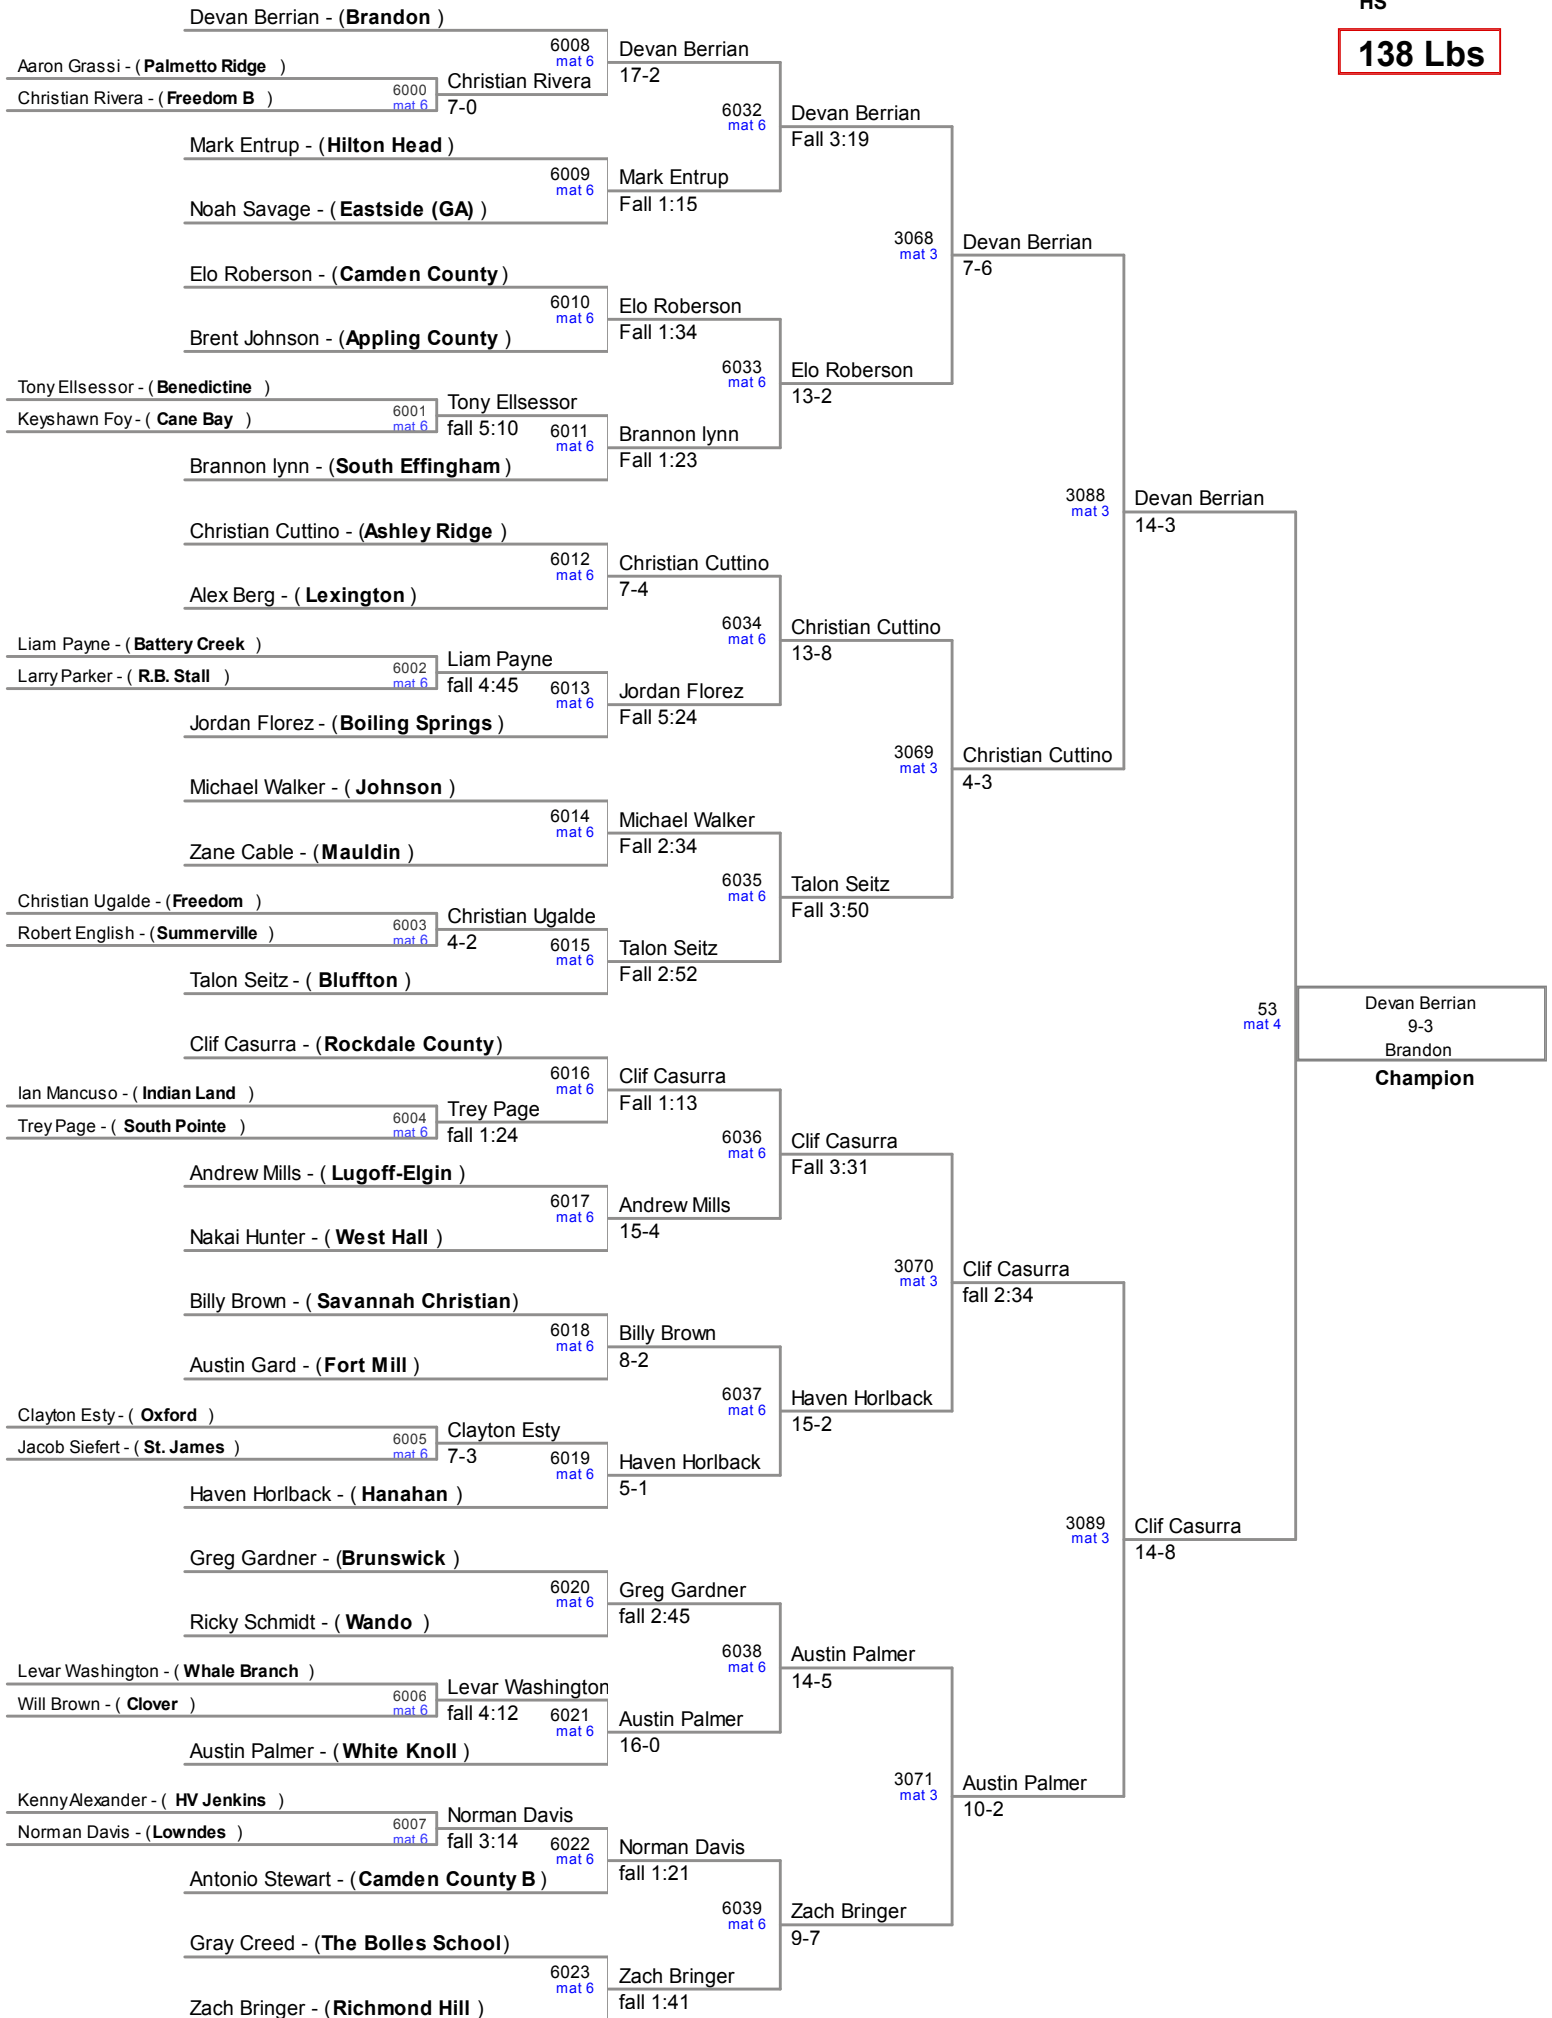 HS
138 Lbs
Devan Berrian - (Brandon )
6008
mat 6
Devan Berrian
17-2
Aaron Grassi - ( Palmetto Ridge )
Christian Rivera - ( Freedom B )
6000
mat 6
Christian Rivera
7-0
6032
mat 6
Devan Berrian
Fall 3:19
Mark Entrup - (Hilton Head )
6009
mat 6
Mark Entrup
Fall 1:15
Noah Savage - ( Eastside (GA) )
3068
mat 3
Devan Berrian
7-6
Elo Roberson - (Camden County )
6010
mat 6
Elo Roberson
Fall 1:34
Brent Johnson - (Appling County )
6033
mat 6
Elo Roberson
13-2
Tony Ellsessor - ( Benedictine )
Keyshawn Foy - ( Cane Bay )
6001
mat 6
Tony Ellsessor
fall 5:10
6011
mat 6
Brannon lynn
Fall 1:23
Brannon lynn - (South Effingham )
3088
mat 3
Devan Berrian
14-3
Christian Cuttino - (Ashley Ridge )
6012
mat 6
Christian Cuttino
7-4
Alex Berg - ( Lexington )
6034
mat 6
Christian Cuttino
13-8
Liam Payne - ( Battery Creek )
Larry Parker - ( R.B. Stall )
6002
mat 6
Liam Payne
fall 4:45
6013
mat 6
Jordan Florez
Fall 5:24
Jordan Florez - (Boiling Springs )
3069
mat 3
Christian Cuttino
4-3
Michael Walker - ( Johnson )
6014
mat 6
Michael Walker
Fall 2:34
Zane Cable - ( Mauldin )
6035
mat 6
Talon Seitz
Fall 3:50
Christian Ugalde - (Freedom )
Robert English - (Summerville )
6003
mat 6
Christian Ugalde
4-2
6015
mat 6
Talon Seitz
Fall 2:52
Talon Seitz - ( Bluffton )
53
mat 4
Devan Berrian
9-3
Brandon
Champion
Clif Casurra - (Rockdale County)
6016
mat 6
Clif Casurra
Fall 1:13
Ian Mancuso - ( Indian Land )
Trey Page - ( South Pointe )
6004
mat 6
Trey Page
fall 1:24
6036
mat 6
Clif Casurra
Fall 3:31
Andrew Mills - ( Lugoff-Elgin )
6017
mat 6
Andrew Mills
15-4
Nakai Hunter - ( West Hall )
3070
mat 3
Clif Casurra
fall 2:34
Billy Brown - ( Savannah Christian)
6018
mat 6
Billy Brown
8-2
Austin Gard - (Fort Mill )
6037
mat 6
Haven Horlback
15-2
Clayton Esty - ( Oxford )
Jacob Siefert - ( St. James )
6005
mat 6
Clayton Esty
7-3
6019
mat 6
Haven Horlback
5-1
Haven Horlback - ( Hanahan )
3089
mat 3
Clif Casurra
14-8
Greg Gardner - (Brunswick )
6020
mat 6
Greg Gardner
fall 2:45
Ricky Schmidt - ( Wando )
6038
mat 6
Austin Palmer
14-5
Levar Washington - ( Whale Branch )
Will Brown - ( Clover )
6006
mat 6
Levar Washington
fall 4:12
6021
mat 6
Austin Palmer
16-0
Austin Palmer - ( White Knoll )
3071
mat 3
Austin Palmer
10-2
Kenny Alexander - ( HV Jenkins )
Norman Davis - (Lowndes )
6007
mat 6
Norman Davis
fall 3:14
6022
mat 6
Norman Davis
fall 1:21
Antonio Stewart - ( Camden County B )
6039
mat 6
Zach Bringer
9-7
Gray Creed - (The Bolles School)
6023
mat 6
Zach Bringer
fall 1:41
Zach Bringer - (Richmond Hill )